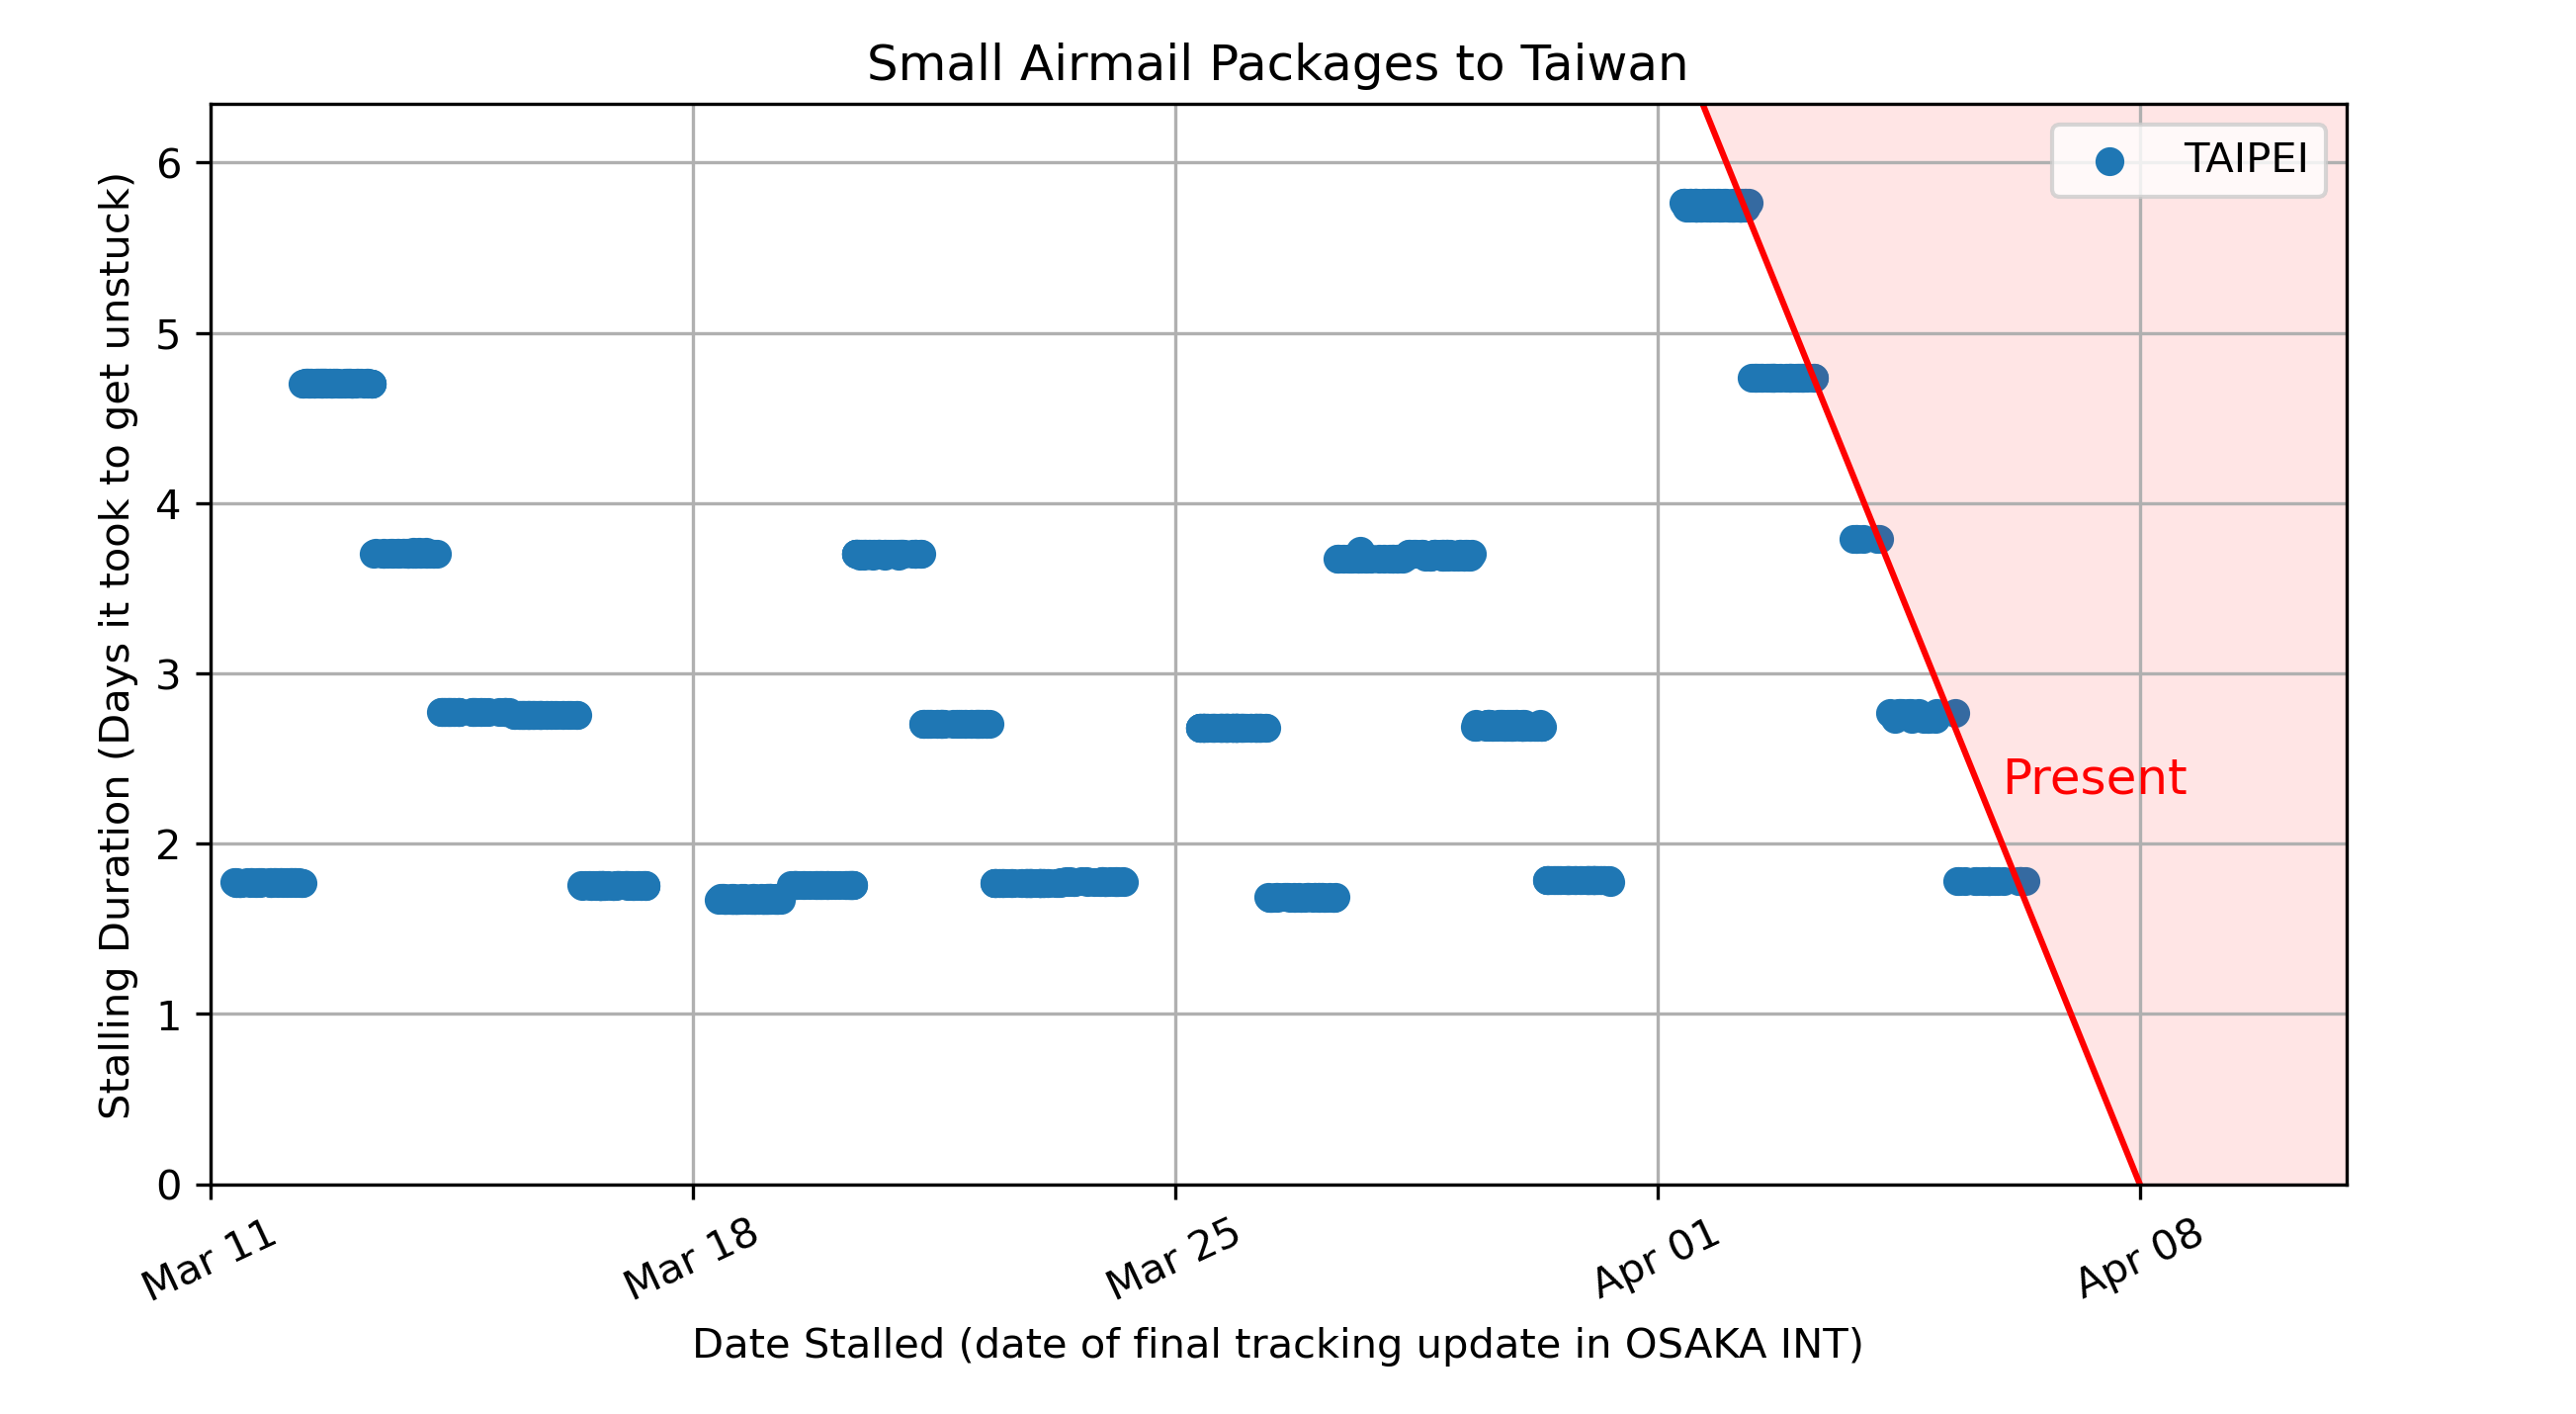 Small Airmail Packages to Taiwan
Stalling Duration (Days it took to get unstuck)
6
5
4
3
2
1
0
TAIPEI
Present
Mar 11
Mar 18
Mar 25
Apr 01
Apr 08
Date Stalled (date of final tracking update in OSAKA INT)